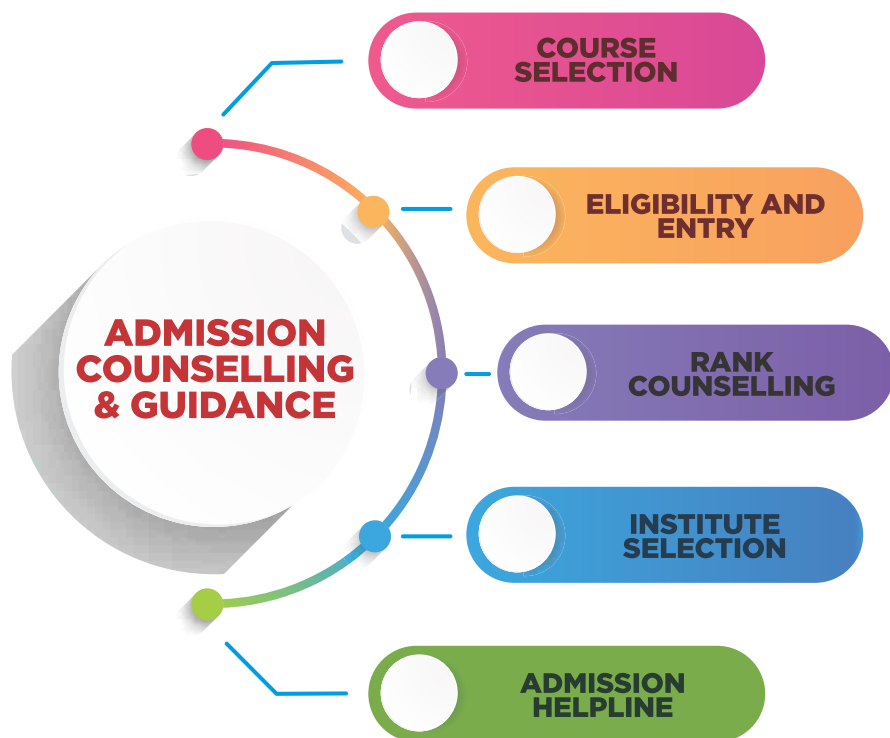 COURSE
SELECTION
ELIGIBILITY AND
ENTRY
ADMISSION
COUNSELLING
& GUIDANCE
RANK
COUNSELLING
INSTITUTE
SELECTION
ADMISSION
HELPLINE